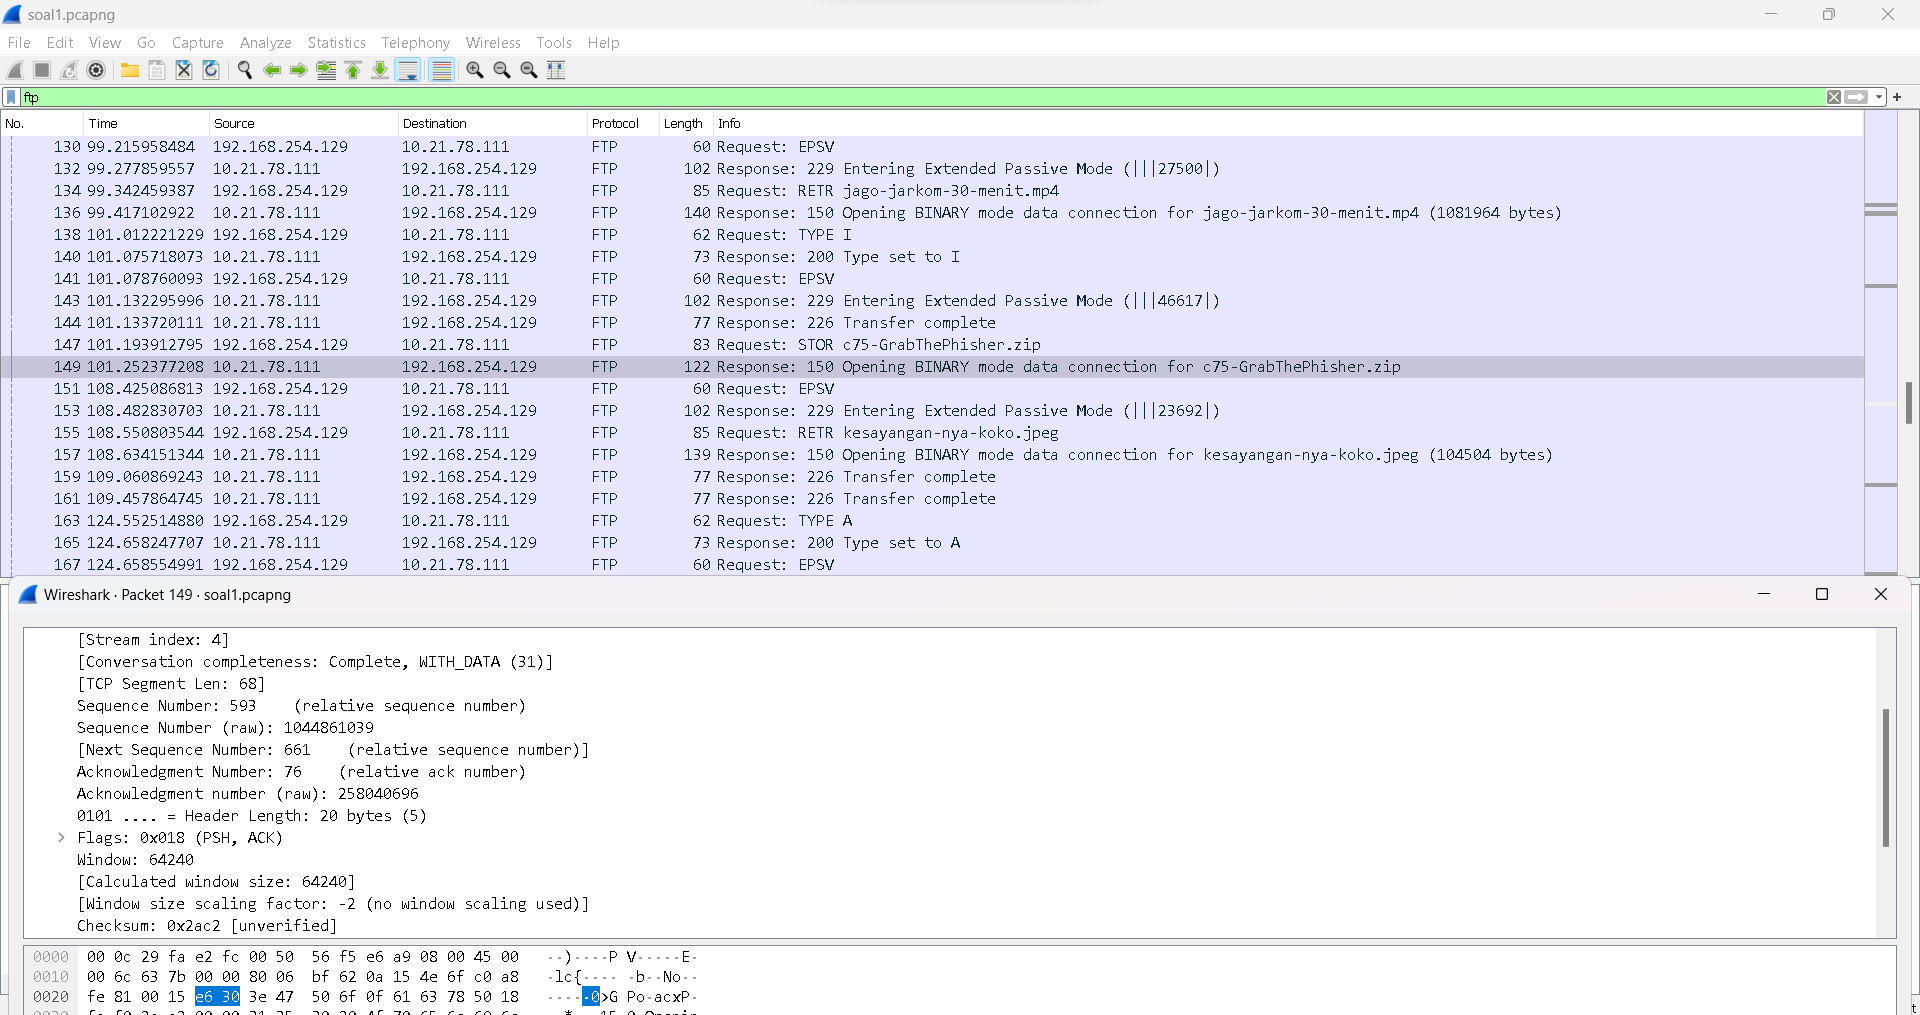 soal1.pcapng
File Edit View Go Capture Analyze Statistics Telephony Wireless Tools Help
ftp
No. Time Source Destination Protocol Length Info
130 99.215958484 192.168.254.129 10.21.78.111 FTP 60 Request: EPSV
132 99.277859557 10.21.78.111 192.168.254.129 FTP 102 Response: 229 Entering Extended Passive Mode (|||27500|)
134 99.342459387 192.168.254.129 10.21.78.111 FTP 85 Request: RETR jago-jarkom-30-menit.mp4
136 99.417102922 10.21.78.111 192.168.254.129 FTP 140 Response: 150 Opening BINARY mode data connection for jago-jarkom-30-menit.mp4 (1081964 bytes)
138 101.012221229 192.168.254.129 10.21.78.111 FTP 62 Request: TYPE I
140 101.075718073 10.21.78.111 192.168.254.129 FTP 73 Response: 200 Type set to I
141 101.078760093 192.168.254.129 10.21.78.111 FTP 60 Request: EPSV
143 101.132295996 10.21.78.111 192.168.254.129 FTP 102 Response: 229 Entering Extended Passive Mode (|||46617|)
144 101.133720111 10.21.78.111 192.168.254.129 FTP 77 Response: 226 Transfer complete
147 101.193912795 192.168.254.129 10.21.78.111 FTP 83 Request: STOR c75-GrabThePhisher.zip
149 101.252377208 10.21.78.111 192.168.254.129 FTP 122 Response: 150 Opening BINARY mode data connection for c75-GrabThePhisher.zip
151 108.425086813 192.168.254.129 10.21.78.111 FTP 60 Request: EPSV
153 108.482830703 10.21.78.111 192.168.254.129 FTP 102 Response: 229 Entering Extended Passive Mode (|||23692|)
155 108.550803544 192.168.254.129 10.21.78.111 FTP 85 Request: RETR kesayangan-nya-koko.jpeg
157 108.634151344 10.21.78.111 192.168.254.129 FTP 139 Response: 150 Opening BINARY mode data connection for kesayangan-nya-koko.jpeg (104504 bytes)
159 109.060869243 10.21.78.111 192.168.254.129 FTP 77 Response: 226 Transfer complete
161 109.457864745 10.21.78.111 192.168.254.129 FTP 77 Response: 226 Transfer complete
163 124.552514880 192.168.254.129 10.21.78.111 FTP 62 Request: TYPE A
165 124.658247707 10.21.78.111 192.168.254.129 FTP 73 Response: 200 Type set to A
167 124.658554991 192.168.254.129 10.21.78.111 FTP 60 Request: EPSV
Wireshark · Packet 149 · soal1.pcapng
[Stream index: 4]
[Conversation completeness: Complete, WITH_DATA (31)]
[TCP Segment Len: 68]
Sequence Number: 593 (relative sequence number)
Sequence Number (raw): 1044861039
[Next Sequence Number: 661 (relative sequence number)]
Acknowledgment Number: 76 (relative ack number)
Acknowledgment number (raw): 258040696
0101 .... = Header Length: 20 bytes (5)
Flags: 0x018 (PSH, ACK)
Window: 64240
[Calculated window size: 64240]
[Window size scaling factor: -2 (no window scaling used)]
Checksum: 0x2ac2 [unverified]
0000 00 0c 29 fa e2 fc 00 50 56 f5 e6 a9 08 00 45 00 ··)····P V·····E·
0010 00 6c 63 7b 00 00 80 06 bf 62 0a 15 4e 6f c0 a8 ·lc{···· ·b··No··
0020 fe 81 00 15 e6 30 3e 47 50 6f 0f 61 63 78 50 18 ·····0>G Po·acxP·